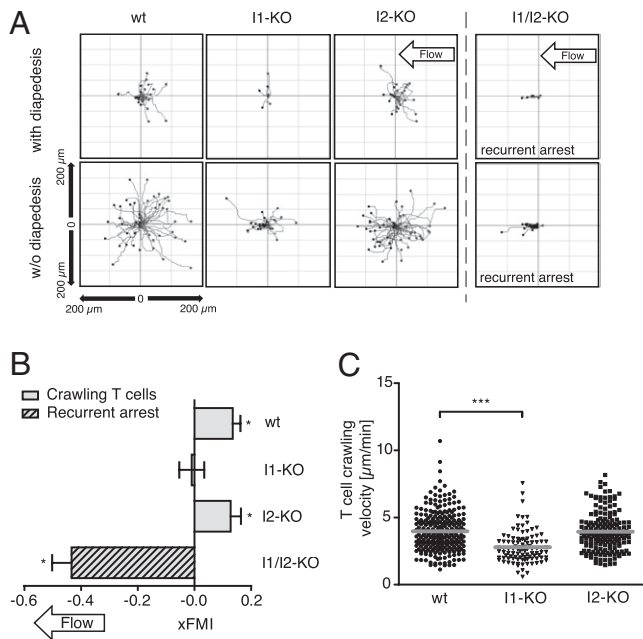 A
wt
I1-KO
I2-KO
I1/I2-KO
with diapedesis
Flow
Flow
recurrent arrest
w/o diapedesis
200 µm
0
200 µm
recurrent arrest
0
200 µm
200 µm
B
Crawling T cells
Recurrent arrest
*
wt
I1-KO
*
I2-KO
*
I1/I2-KO
-0.6
-0.4
-0.2
-0.0
0.2
Flow
xFMI
C
T cell crawling
velocity [µm/min]
15
10
5
0
***
wt
I1-KO
I2-KO